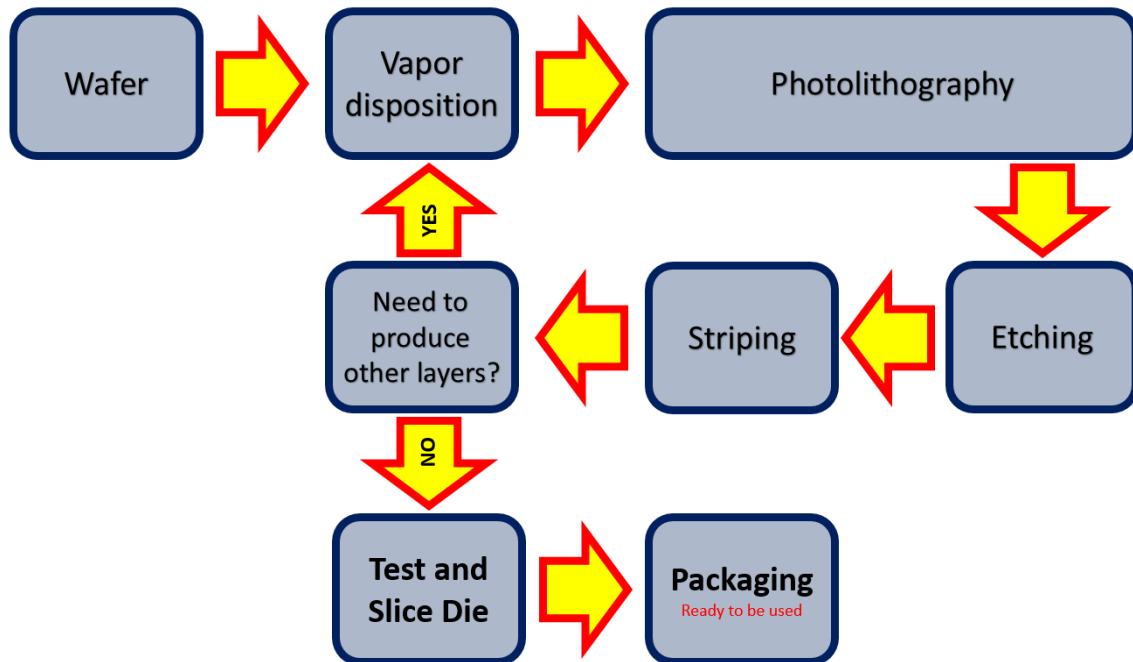 Wafer
Vapor
disposition
Photolithography
YES
Need to
produce
other layers?
Striping
Etching
NO
Test and
Slice Die
Packaging
Ready to be used